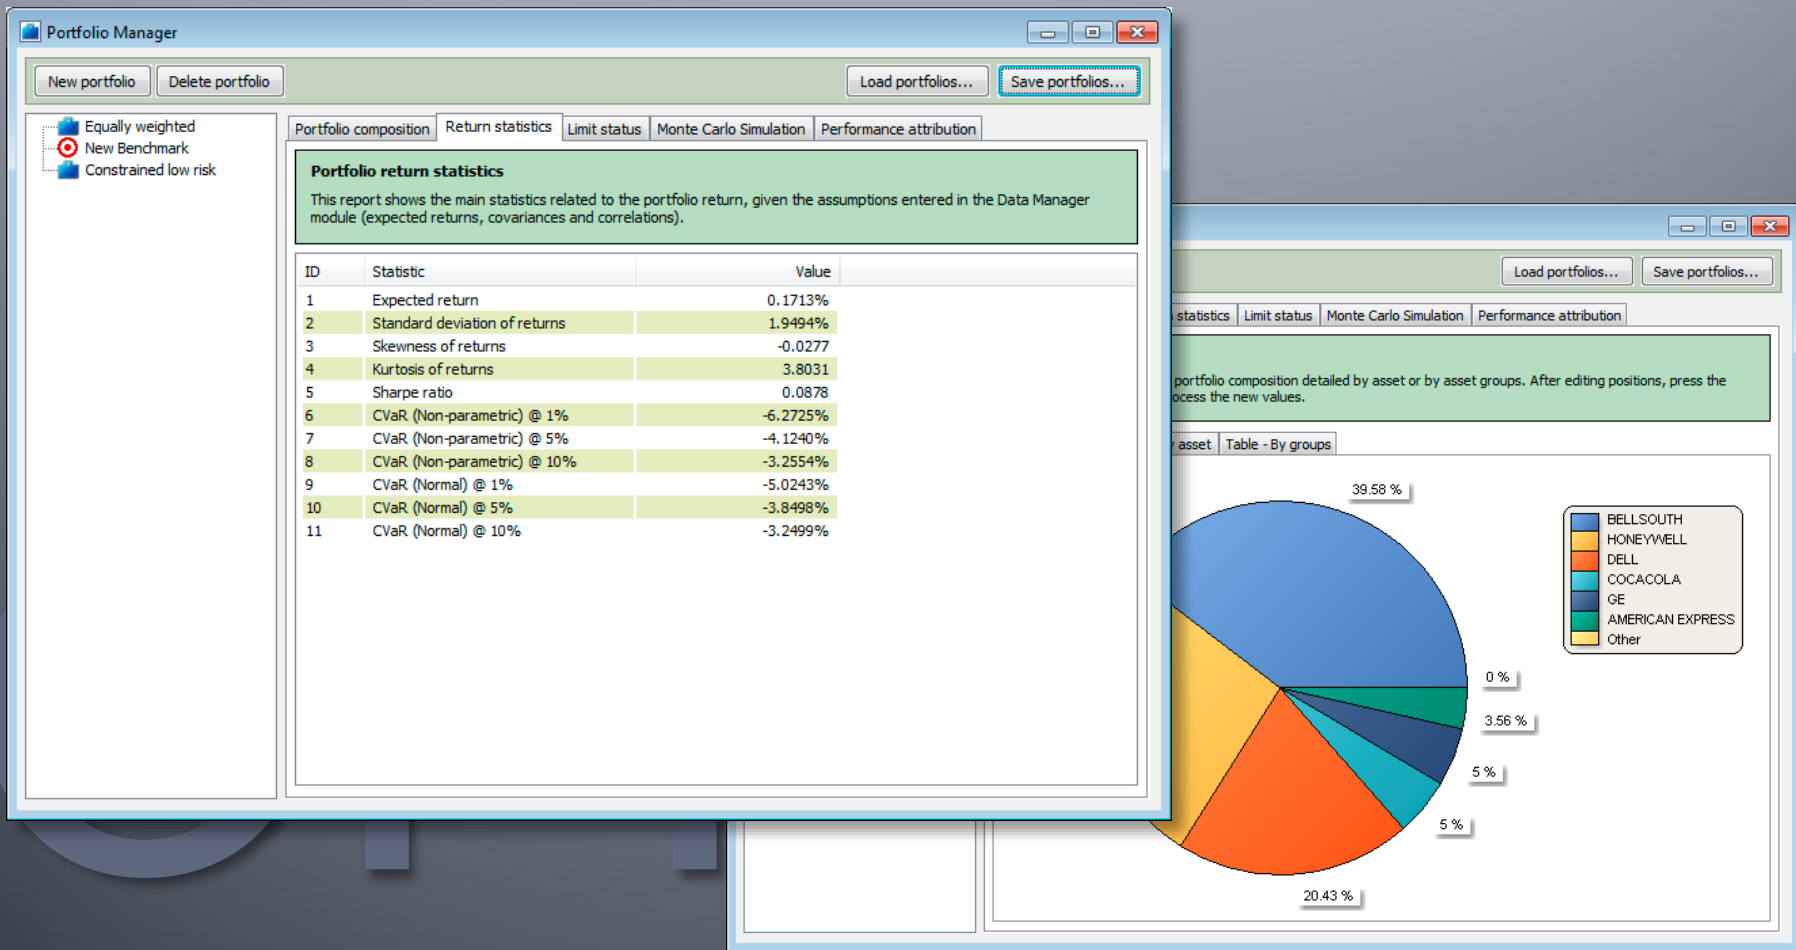 Portfolio Manager
New portfolio
Delete portfolio
Load portfolios...
Save portfolios...
Equally weighted
New Benchmark
Constrained low risk
Portfolio composition
Return statistics
Limit status
Monte Carlo Simulation
Performance attribution
Portfolio return statistics
This report shows the main statistics related to the portfolio return, given the assumptions entered in the Data Manager
module (expected returns, covariances and correlations).
ID Statistic Value
1 Expected return 0.1713%
2 Standard deviation of returns 1.9494%
3 Skewness of returns -0.0277
4 Kurtosis of returns 3.8031
5 Sharpe ratio 0.0878
6 CVaR (Non-parametric) @ 1% -6.2725%
7 CVaR (Non-parametric) @ 5% -4.1240%
8 CVaR (Non-parametric) @ 10% -3.2554%
9 CVaR (Normal) @ 1% -5.0243%
10 CVaR (Normal) @ 5% -3.8498%
11 CVaR (Normal) @ 10% -3.2499%
Load portfolios...
Save portfolios...
statistics
Limit status
Monte Carlo Simulation
Performance attribution
portfolio composition detailed by asset or by asset groups. After editing positions, press the
ocess the new values.
asset
Table - By groups
39.58 %
BELLSOUTH
HONEYWELL
DELL
COCACOLA
GE
AMERICAN EXPRESS
Other
0 %
3.56 %
5 %
5 %
20.43 %